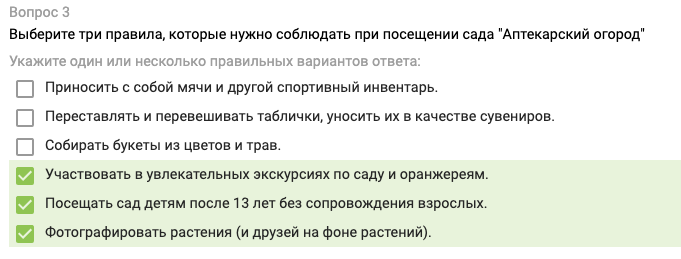 Вопрос 3
Выберите три правила, которые нужно соблюдать при посещении сада "Аптекарский огород"
Укажите один или несколько правильных вариантов ответа:
Приносить с собой мячи и другой спортивный инвентарь.
Переставлять и перевешивать таблички, уносить их в качестве сувениров.
Собирать букеты из цветов и трав.
Участвовать в увлекательных экскурсиях по саду и оранжереям.
Посещать сад детям после 13 лет без сопровождения взрослых.
Фотографировать растения (и друзей на фоне растений).